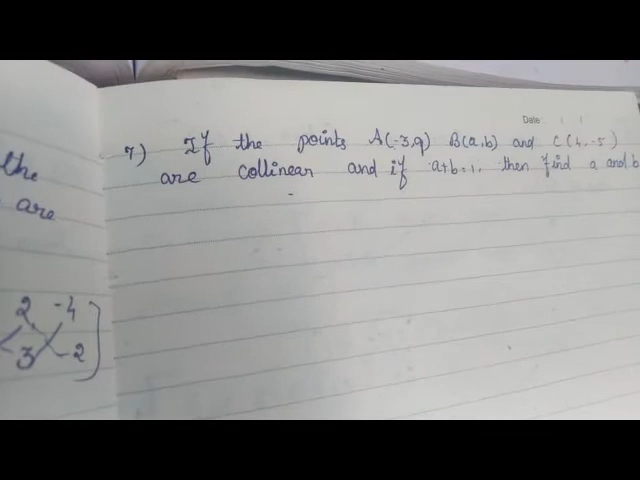 Date
7) If the points A(-3,9) B(a,b) and C(4,-5)
are collinear and if a+b=1, then find a and b
the
are
2 -4
3 -2